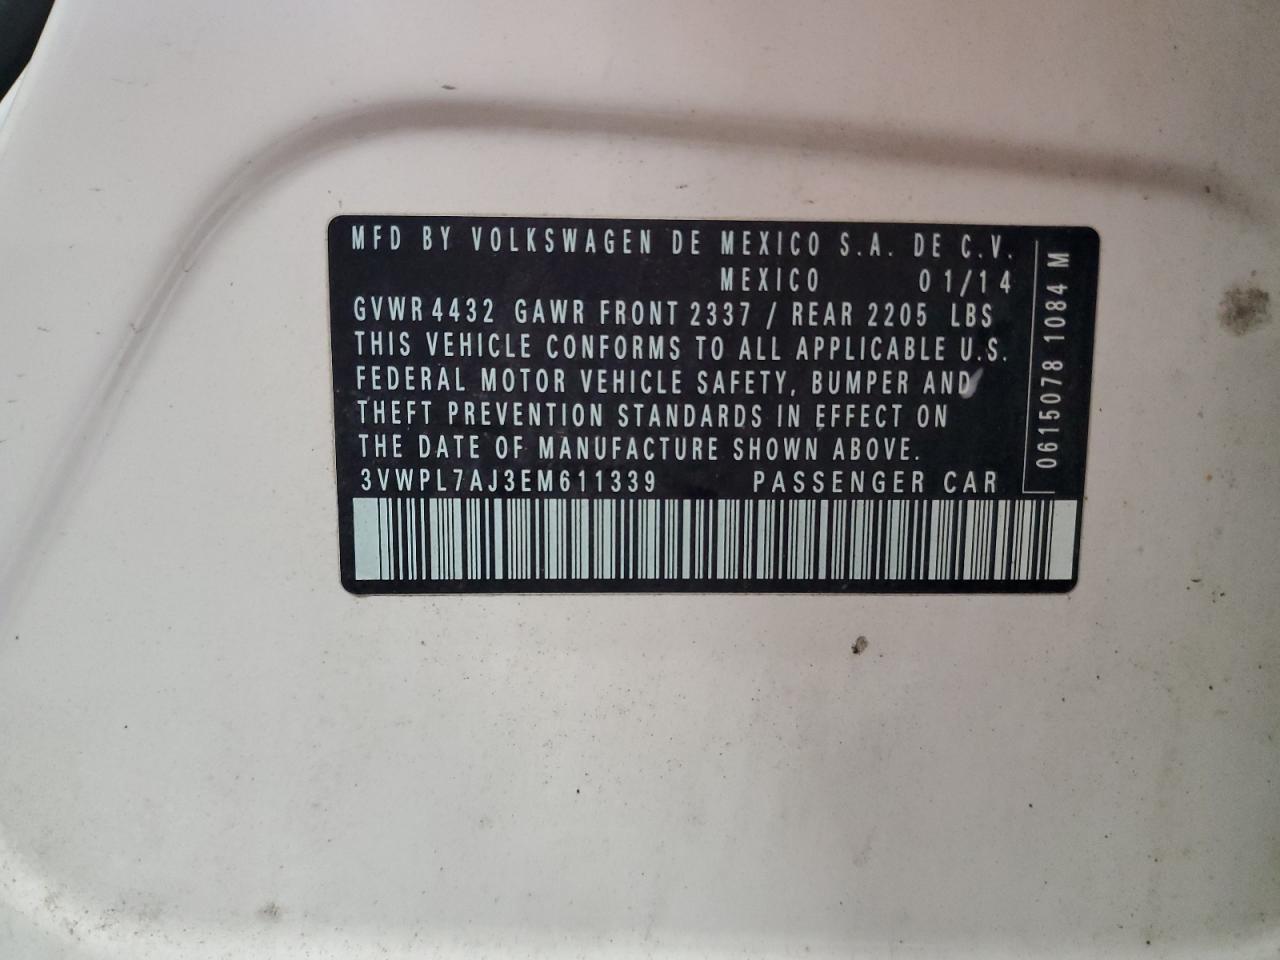 MFD BY VOLKSWAGEN DE MEXICO S.A. DE C.V.
MEXICO 01/14
GVWR 4432 GAWR FRONT 2337 / REAR 2205 LBS
THIS VEHICLE CONFORMS TO ALL APPLICABLE U.S.
FEDERAL MOTOR VEHICLE SAFETY, BUMPER AND
THEFT PREVENTION STANDARDS IN EFFECT ON
THE DATE OF MANUFACTURE SHOWN ABOVE.
3VWPL7AJ3EM611339 PASSENGER CAR
0615078 1084 M